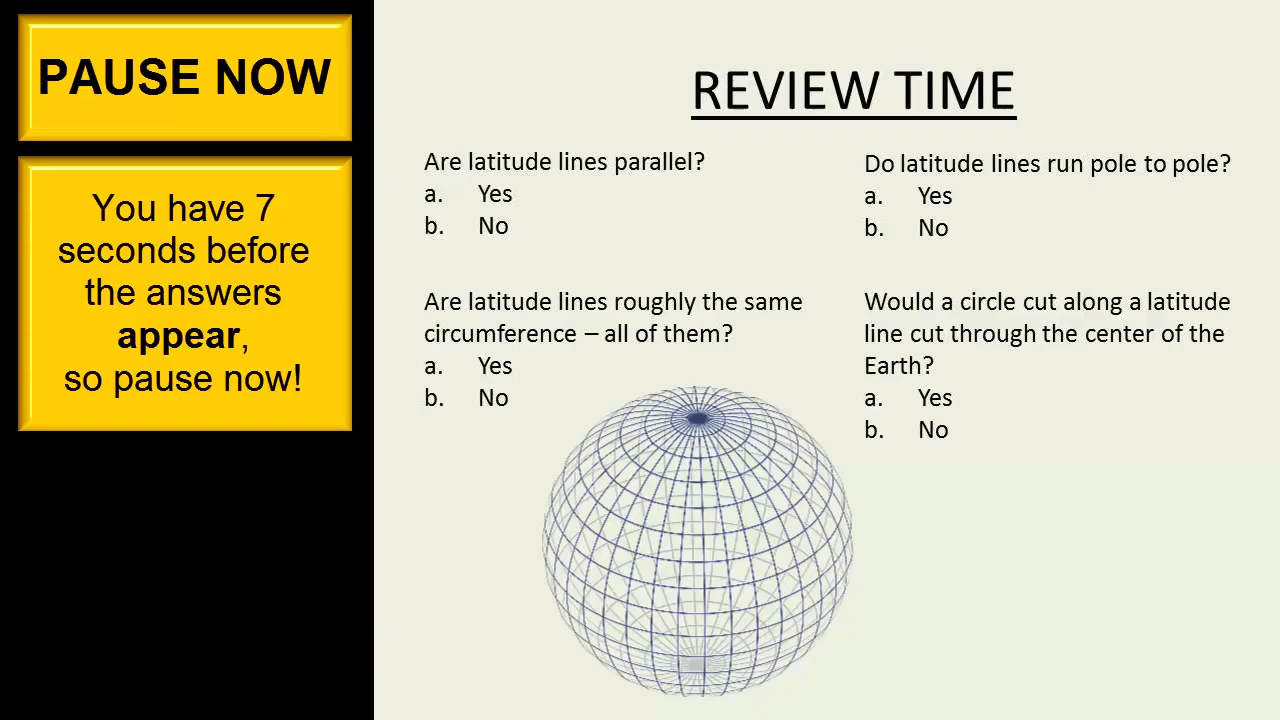 PAUSE NOW
You have 7
seconds before
the answers
appear,
so pause now!
REVIEW TIME
Are latitude lines parallel?
a. Yes
b. No
Do latitude lines run pole to pole?
a. Yes
b. No
Are latitude lines roughly the same
circumference – all of them?
a. Yes
b. No
Would a circle cut along a latitude
line cut through the center of the
Earth?
a. Yes
b. No